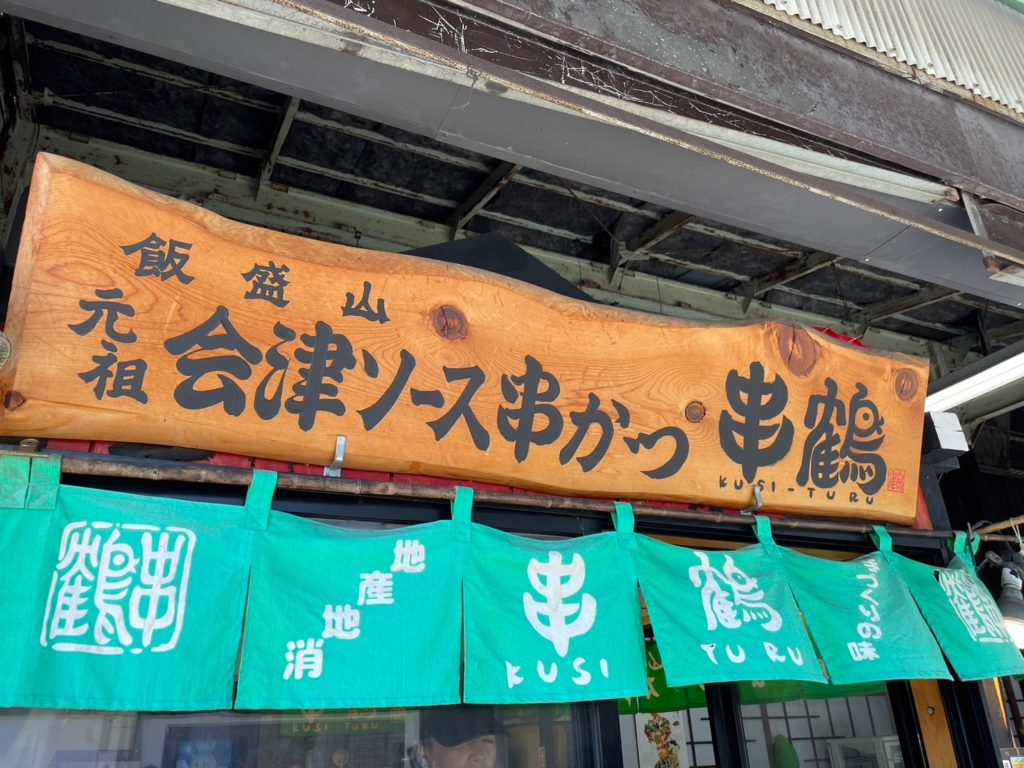 飯盛山
元祖
会津ソース串かつ
串鶴
KUSI-TURU
鶴
串鶴
地産地消
串
KUSI
鶴
TURU
手づくりの味